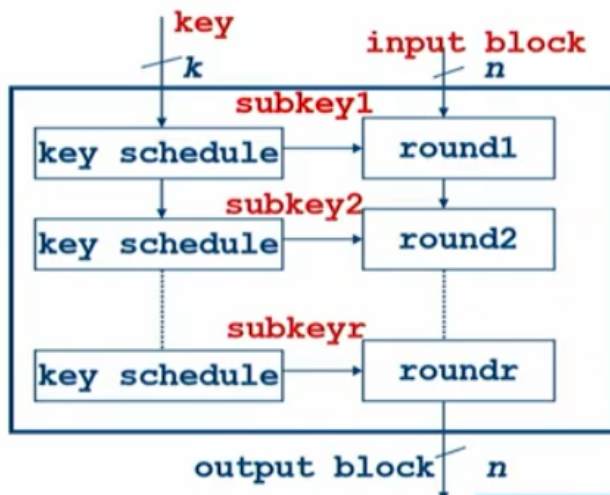 key
input block
k
n
subkey1
key schedule
round1
subkey2
key schedule
round2
subkeyr
key schedule
roundr
output block
n